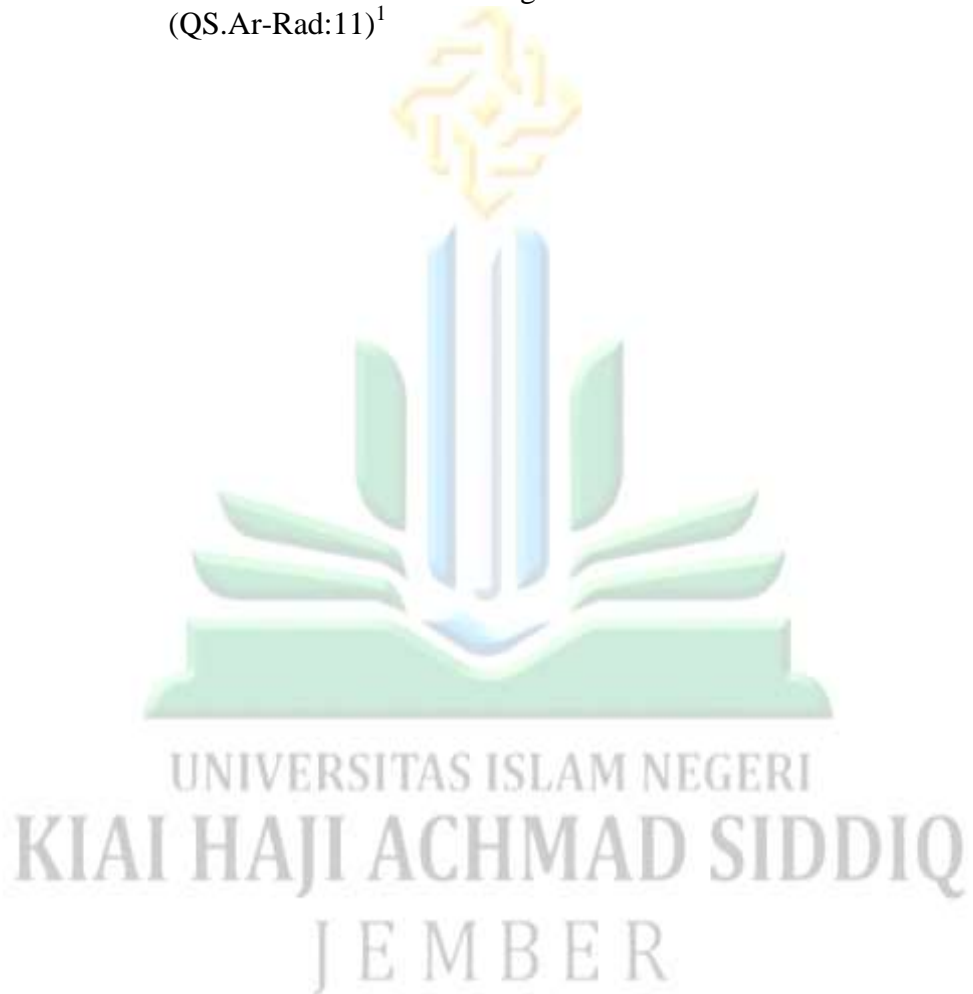 (QS.Ar-Rad:11)¹
UNIVERSITAS ISLAM NEGERI
KIAI HAJI ACHMAD SIDDIQ
JEMBER